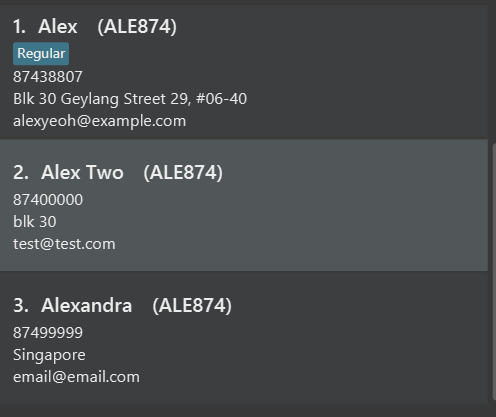 1. Alex (ALE874)
Regular
87438807
Blk 30 Geylang Street 29, #06-40
alexyeoh@example.com
2. Alex Two (ALE874)
87400000
blk 30
test@test.com
3. Alexandra (ALE874)
87499999
Singapore
email@email.com